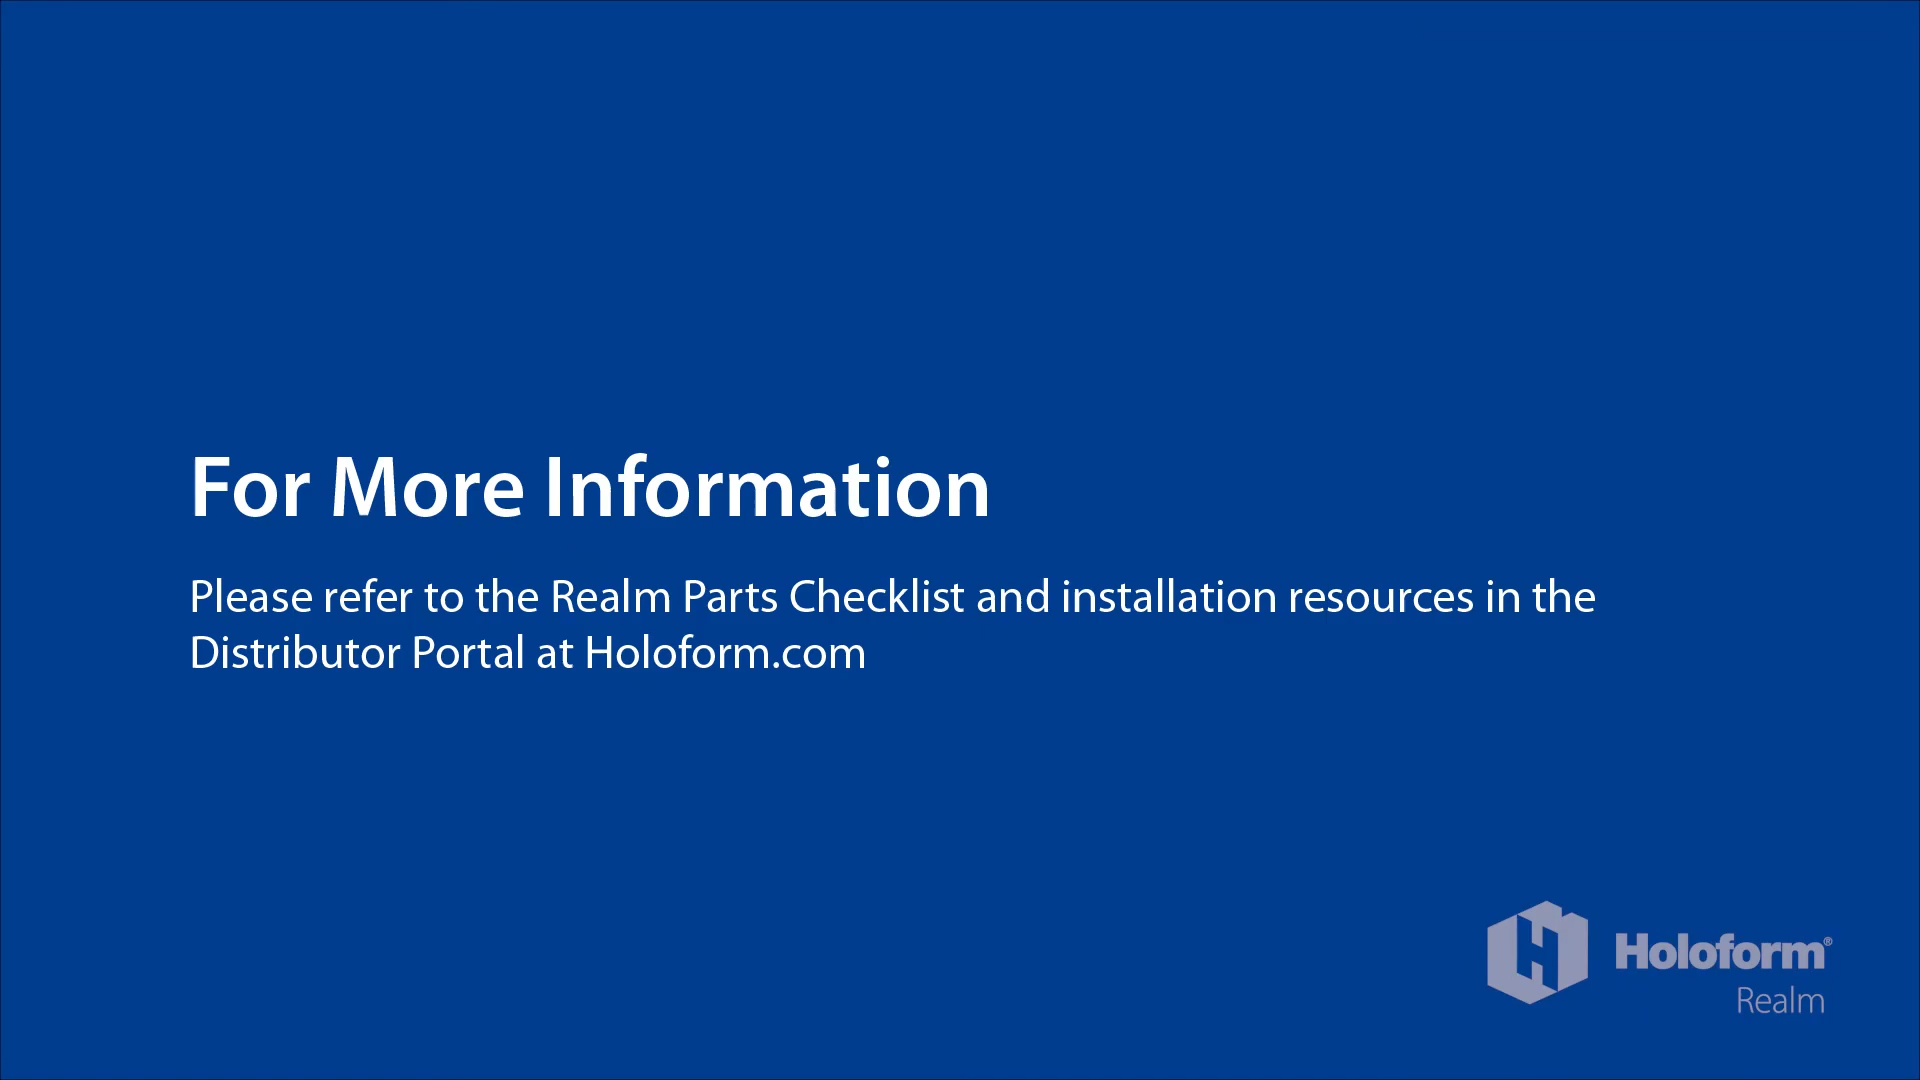 For More Information
Please refer to the Realm Parts Checklist and installation resources in the
Distributor Portal at Holoform.com
Holoform®
Realm